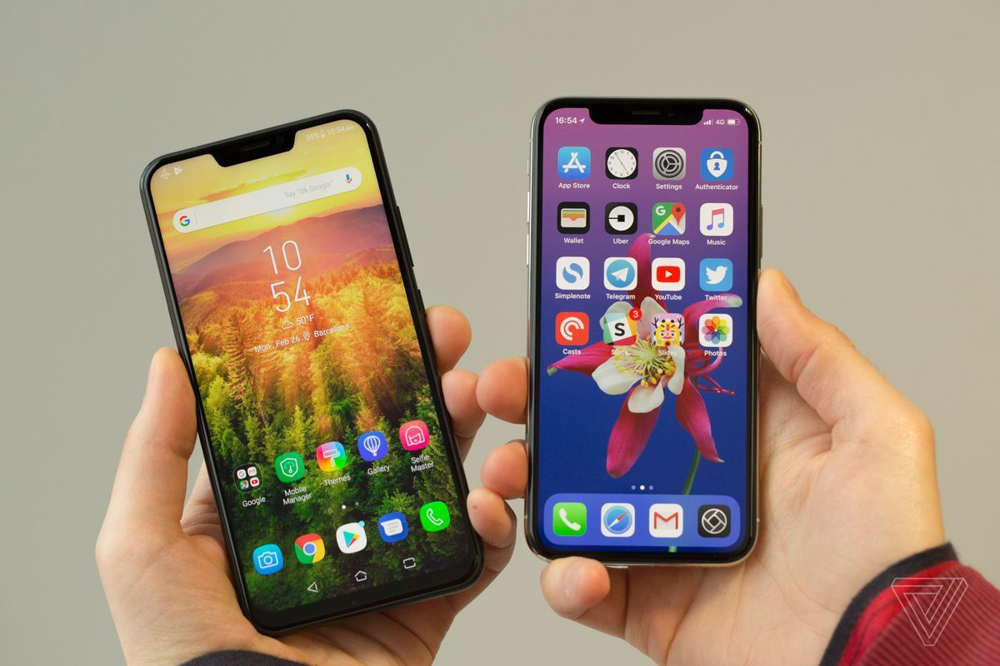 36% 10:54 AM
G Say "Ok Google"
10
54
50°F
Mon, Feb 26 Barcelona
Google
Mobile
Manager
Themes
Gallery
Selfie
Master
16:54 4G
App Store Clock Settings Authenticator
Wallet Uber Google Maps Music
Simplenote Telegram YouTube Twitter
3
Casts Slack Slidey Photos